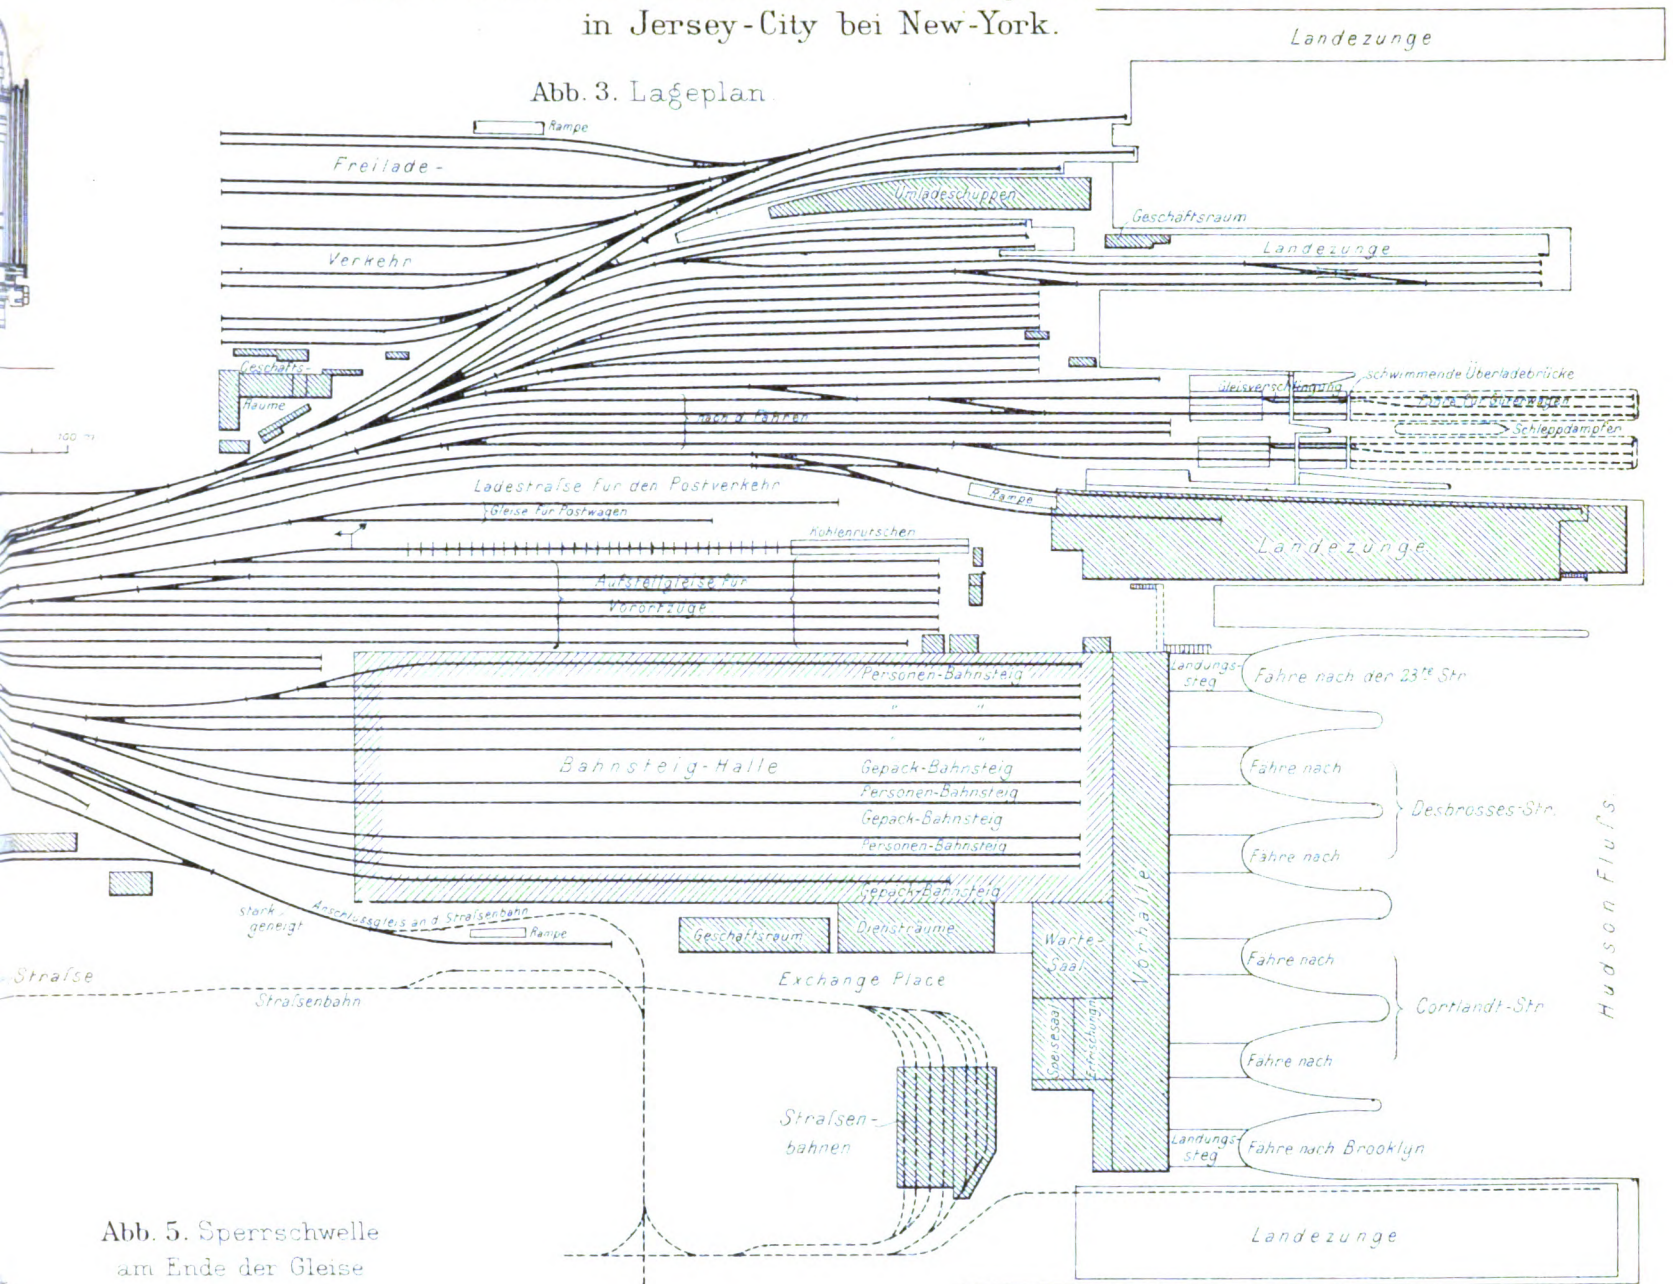 in Jersey-City bei New-York.
Landezunge
Abb. 3. Lageplan.
Rampe
Freilade-
Umladeschuppen
Geschäftsraum
Verkehr
Landezunge
Geschäfts-
Räume
schwimmende Überladebrücke
Gleisverschlingung
Fähre für Güterwagen
nach d. Fähren
Schleppdampfer
100 m
Ladestraſse für den Postverkehr
Rampe
Gleise für Postwagen
Kohlenrutschen
Landezunge
Aufstellgleise für
Vorortzüge
Personen-Bahnsteig
Landungs-
steg
Fähre nach der 23te Str
" "
" "
Bahnsteig-Halle
Gepäck-Bahnsteig
Fähre nach
Personen-Bahnsteig
Desbrosses-Str.
Gepäck-Bahnsteig
Personen-Bahnsteig
Fähre nach
Gepäck-Bahnsteig
Hudson Fluſs.
Vorhalle
stark
geneigt
Anschlussgleis an d. Straſsenbahn
Rampe
Geschäftsraum
Diensträume
Warte-
Saal
Fähre nach
Straſse
Straſsenbahn
Exchange Place
Cortlandt-Str
Speisesaal
Erfrischung
Fähre nach
Straſsen-
bahnen
Landungs-
steg
Fähre nach Brooklyn
Abb. 5. Sperrschwelle
am Ende der Gleise
Landezunge